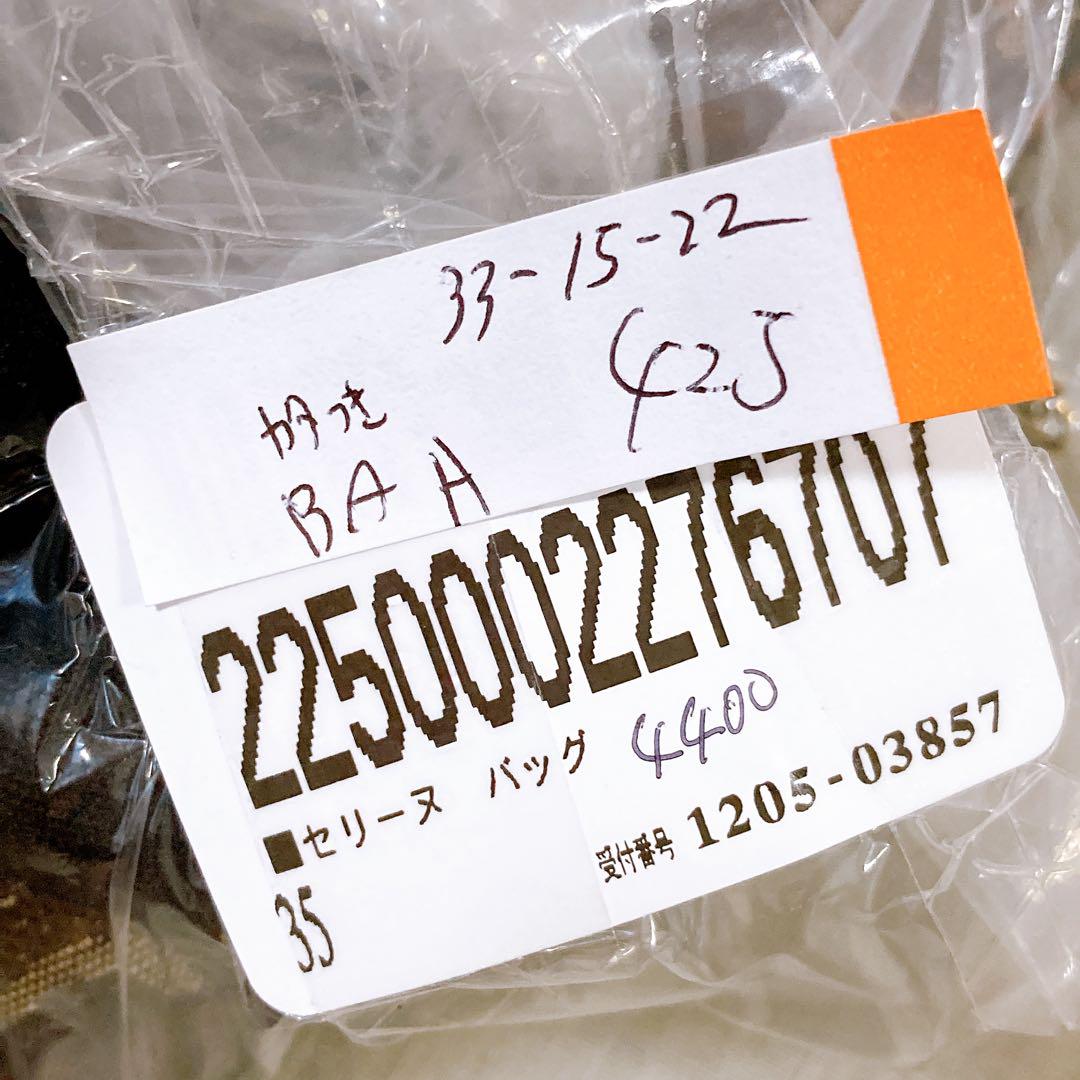 33-15-22
カタつき 42J
BA A
2250002276707
■セリーヌ バッグ 4400
受付番号 1205-03857
35